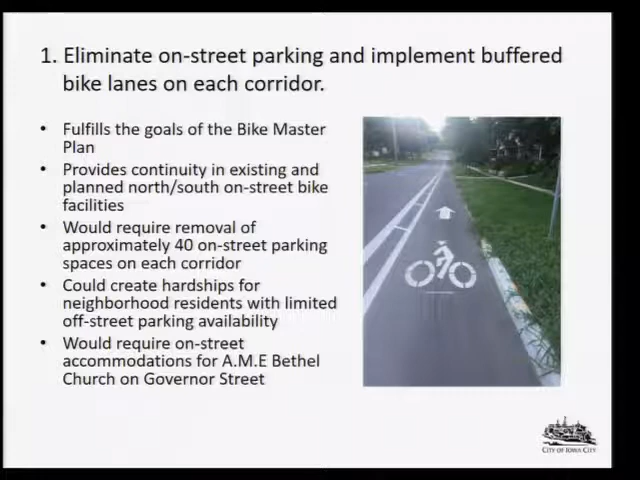 1. Eliminate on-street parking and implement buffered
bike lanes on each corridor.
• Fulfills the goals of the Bike Master
Plan
• Provides continuity in existing and
planned north/south on-street bike
facilities
• Would require removal of
approximately 40 on-street parking
spaces on each corridor
• Could create hardships for
neighborhood residents with limited
off-street parking availability
• Would require on-street
accommodations for A.M.E Bethel
Church on Governor Street
CITY OF IOWA CITY